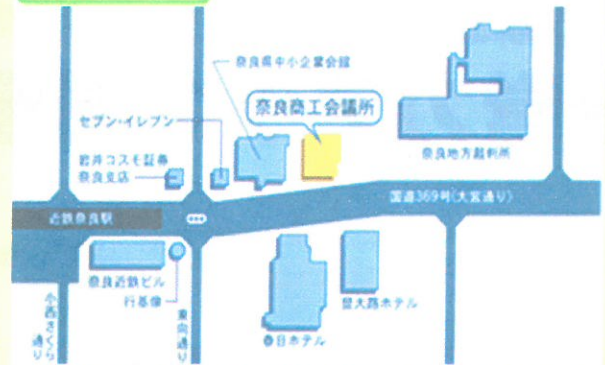 奈良県中小企業会館
奈良商工会議所
セブン-イレブン
岩井コスモ証券
奈良支店
奈良地方裁判所
国道369号(大宮通り)
近鉄奈良駅
奈良近鉄ビル
行基像
小西さくら
通り
東向通り
登大路ホテル
春日ホテル